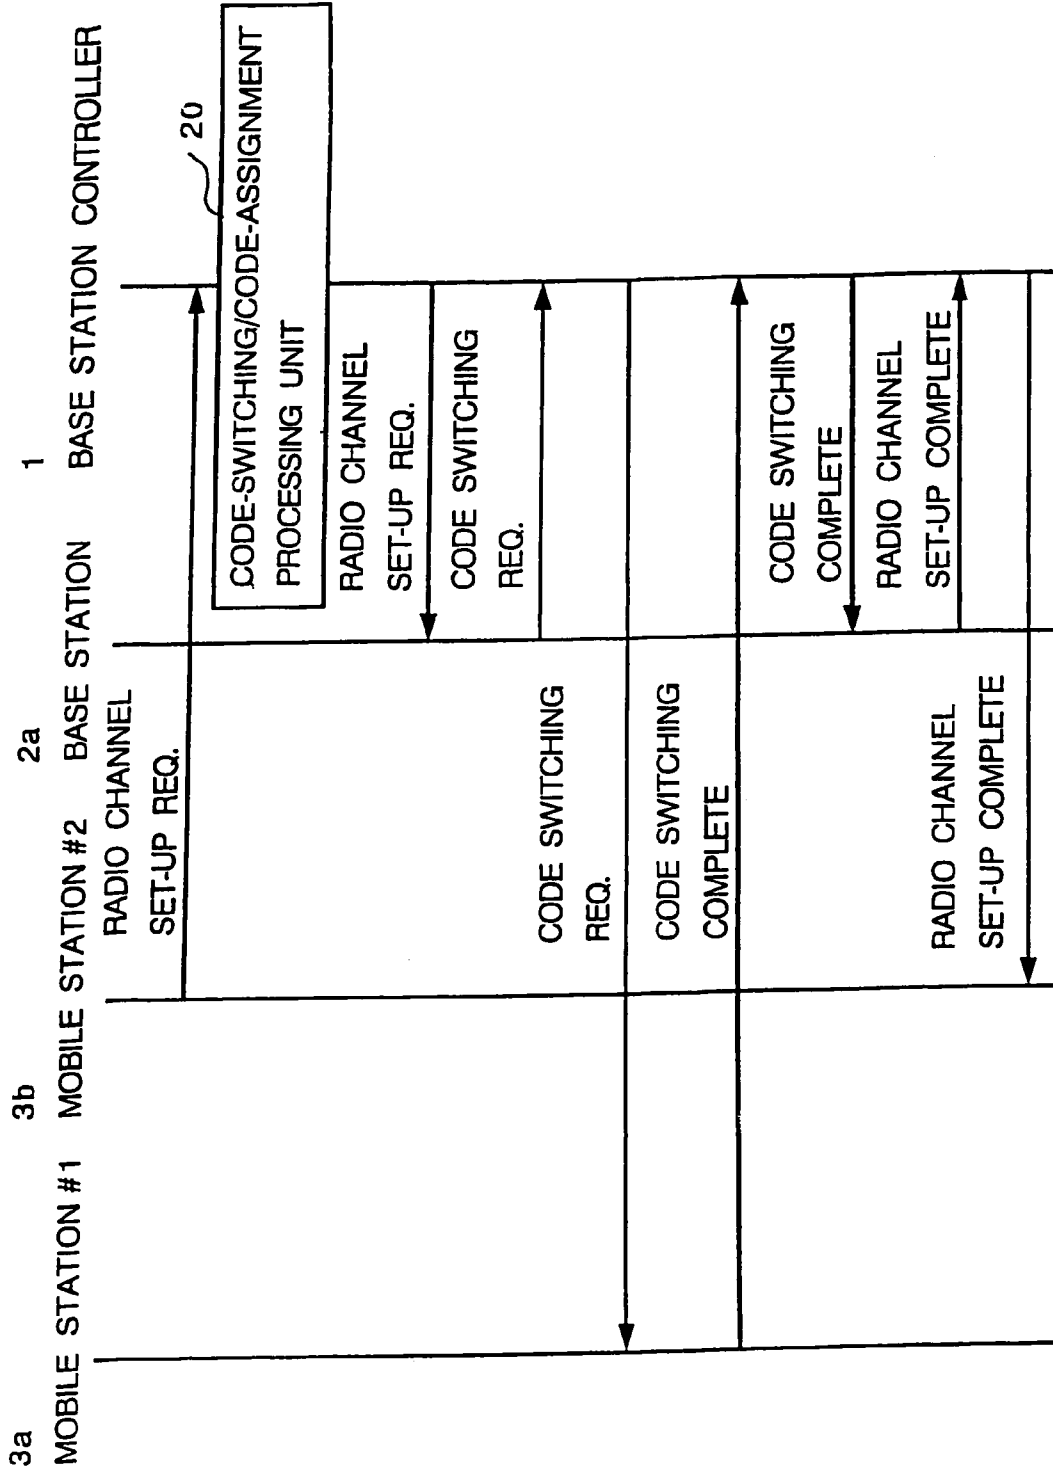 3a
3b
2a
1
MOBILE STATION #1
MOBILE STATION #2
BASE STATION
BASE STATION CONTROLLER
RADIO CHANNEL
SET-UP REQ.
20
CODE-SWITCHING/CODE-ASSIGNMENT
PROCESSING UNIT
RADIO CHANNEL
SET-UP REQ.
CODE SWITCHING
REQ.
CODE SWITCHING
REQ.
CODE SWITCHING
COMPLETE
CODE SWITCHING
COMPLETE
RADIO CHANNEL
SET-UP COMPLETE
RADIO CHANNEL
SET-UP COMPLETE